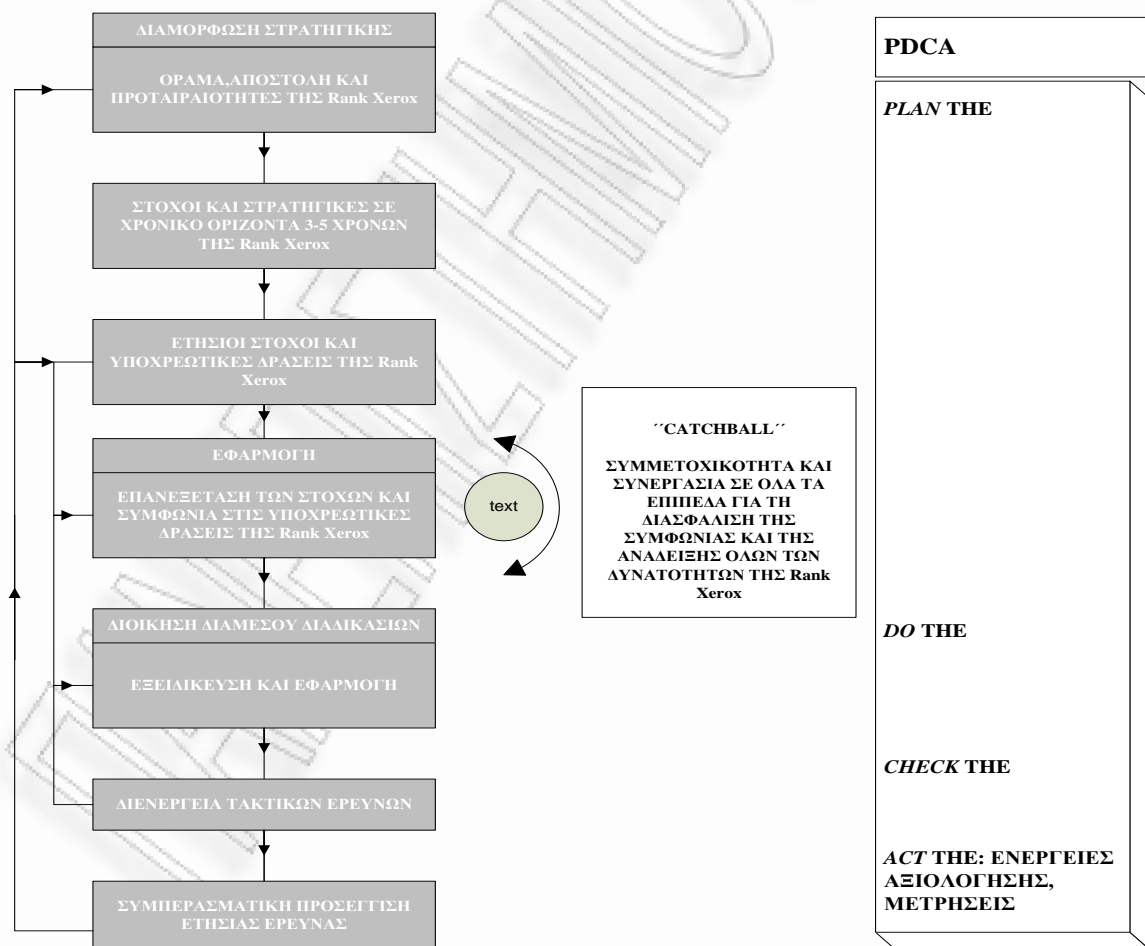 ΔΙΑΜΟΡΦΩΣΗ ΣΤΡΑΤΗΓΙΚΗΣ
ΟΡΑΜΑ,ΑΠΟΣΤΟΛΗ ΚΑΙ
ΠΡΟΤΑΙΡΑΙΟΤΗΤΕΣ ΤΗΣ Rank Xerox
ΣΤΟΧΟΙ ΚΑΙ ΣΤΡΑΤΗΓΙΚΕΣ ΣΕ
ΧΡΟΝΙΚΟ ΟΡΙΖΟΝΤΑ 3-5 ΧΡΟΝΩΝ
ΤΗΣ Rank Xerox
ΕΤΗΣΙΟΙ ΣΤΟΧΟΙ ΚΑΙ
ΥΠΟΧΡΕΩΤΙΚΕΣ ΔΡΑΣΕΙΣ ΤΗΣ Rank
Xerox
ΕΦΑΡΜΟΓΗ
ΕΠΑΝΕΞΕΤΑΣΗ ΤΩΝ ΣΤΟΧΩΝ ΚΑΙ
ΣΥΜΦΩΝΙΑ ΣΤΙΣ ΥΠΟΧΡΕΩΤΙΚΕΣ
ΔΡΑΣΕΙΣ ΤΗΣ Rank Xerox
ΔΙΟΙΚΗΣΗ ΔΙΑΜΕΣΟΥ ΔΙΑΔΙΚΑΣΙΩΝ
ΕΞΕΙΔΙΚΕΥΣΗ ΚΑΙ ΕΦΑΡΜΟΓΗ
ΔΙΕΝΕΡΓΕΙΑ ΤΑΚΤΙΚΩΝ ΕΡΕΥΝΩΝ
ΣΥΜΠΕΡΑΣΜΑΤΙΚΗ ΠΡΟΣΕΓΓΙΣΗ
ΕΤΗΣΙΑΣ ΕΡΕΥΝΑΣ
text
΄΄CATCHBALL΄΄
ΣΥΜΜΕΤΟΧΙΚΟΤΗΤΑ ΚΑΙ
ΣΥΝΕΡΓΑΣΙΑ ΣΕ ΟΛΑ ΤΑ
ΕΠΙΠΕΔΑ ΓΙΑ ΤΗ
ΔΙΑΣΦΑΛΙΣΗ ΤΗΣ
ΣΥΜΦΩΝΙΑΣ ΚΑΙ ΤΗΣ
ΑΝΑΔΕΙΞΗΣ ΟΛΩΝ ΤΩΝ
ΔΥΝΑΤΟΤΗΤΩΝ ΤΗΣ Rank
Xerox
PDCA
PLAN THE
DO THE
CHECK THE
ACT THE: ΕΝΕΡΓΕΙΕΣ
ΑΞΙΟΛΟΓΗΣΗΣ,
ΜΕΤΡΗΣΕΙΣ